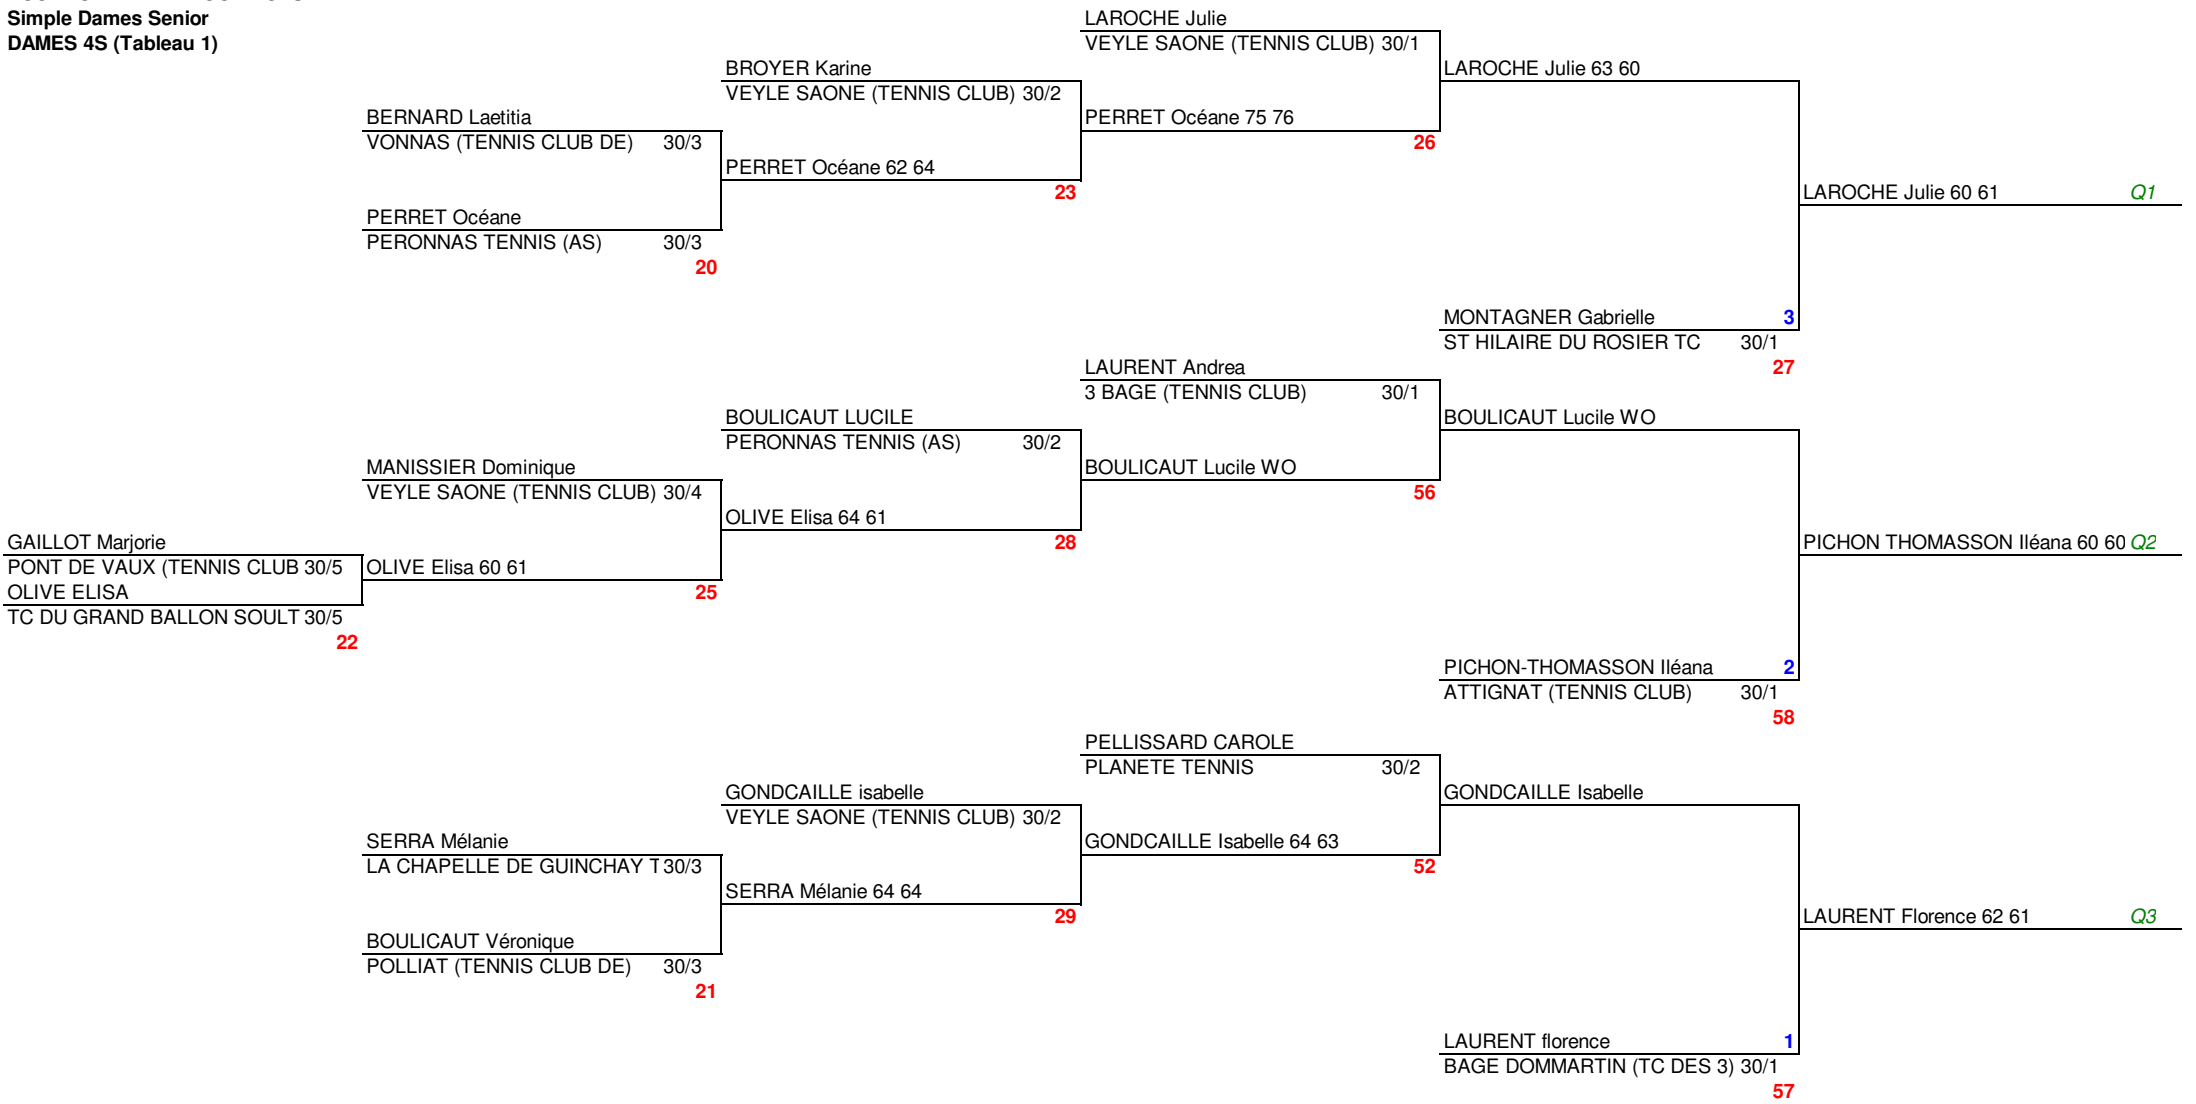 Simple Dames Senior
DAMES 4S (Tableau 1)
LAROCHE Julie
VEYLE SAONE (TENNIS CLUB) 30/1
BROYER Karine
VEYLE SAONE (TENNIS CLUB) 30/2
LAROCHE Julie 63 60
BERNARD Laetitia
VONNAS (TENNIS CLUB DE) 30/3
PERRET Océane 75 76
26
PERRET Océane 62 64
23
LAROCHE Julie 60 61 Q1
PERRET Océane
PERONNAS TENNIS (AS) 30/3
20
MONTAGNER Gabrielle 3
ST HILAIRE DU ROSIER TC 30/1
27
LAURENT Andrea
3 BAGE (TENNIS CLUB) 30/1
BOULICAUT LUCILE
PERONNAS TENNIS (AS) 30/2
BOULICAUT Lucile WO
MANISSIER Dominique
VEYLE SAONE (TENNIS CLUB) 30/4
BOULICAUT Lucile WO
56
OLIVE Elisa 64 61
28
GAILLOT Marjorie
PONT DE VAUX (TENNIS CLUB 30/5
OLIVE ELISA
TC DU GRAND BALLON SOULT 30/5
22
OLIVE Elisa 60 61
25
PICHON THOMASSON Iléana 60 60 Q2
PICHON-THOMASSON Iléana 2
ATTIGNAT (TENNIS CLUB) 30/1
58
PELLISSARD CAROLE
PLANETE TENNIS 30/2
GONDCAILLE isabelle
VEYLE SAONE (TENNIS CLUB) 30/2
GONDCAILLE Isabelle
SERRA Mélanie
LA CHAPELLE DE GUINCHAY T 30/3
GONDCAILLE Isabelle 64 63
52
SERRA Mélanie 64 64
29
LAURENT Florence 62 61 Q3
BOULICAUT Véronique
POLLIAT (TENNIS CLUB DE) 30/3
21
LAURENT florence 1
BAGE DOMMARTIN (TC DES 3) 30/1
57